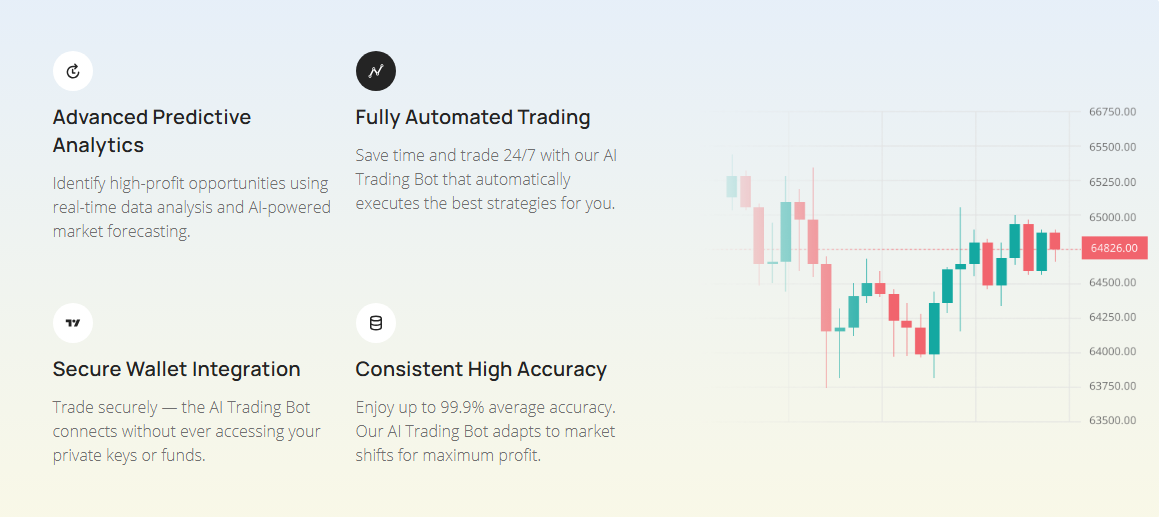 Advanced Predictive
Analytics
Identify high-profit opportunities using
real-time data analysis and AI-powered
market forecasting.
Fully Automated Trading
Save time and trade 24/7 with our AI
Trading Bot that automatically
executes the best strategies for you.
Secure Wallet Integration
Trade securely — the AI Trading Bot
connects without ever accessing your
private keys or funds.
Consistent High Accuracy
Enjoy up to 99.9% average accuracy.
Our AI Trading Bot adapts to market
shifts for maximum profit.
66750.00
65500.00
65250.00
65000.00
64826.00
64500.00
64250.00
64000.00
63750.00
63500.00